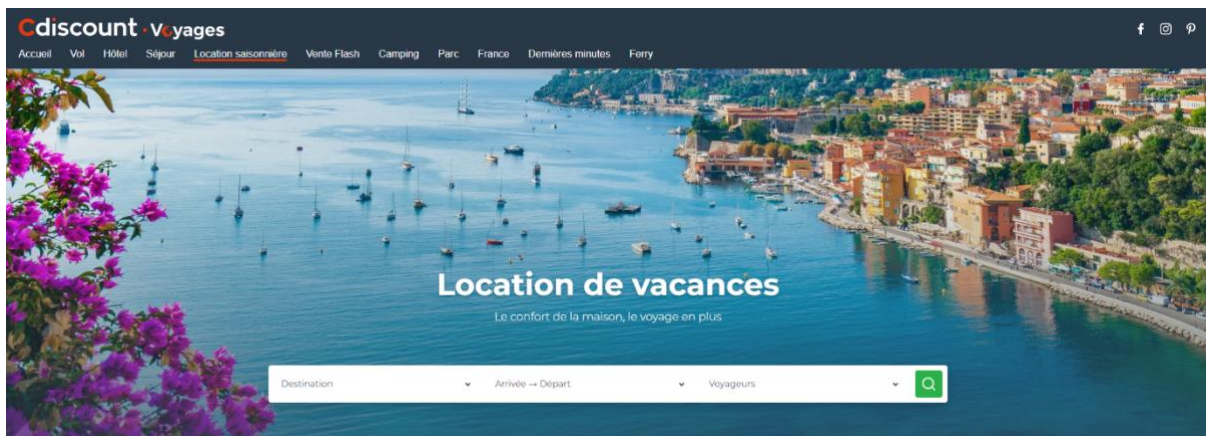 Cdiscount · Voyages
Accueil Vol Hôtel Séjour Location saisonnière Vente Flash Camping Parc France Dernières minutes Ferry
Location de vacances
Le confort de la maison, le voyage en plus
Destination Arrivée → Départ Voyageurs